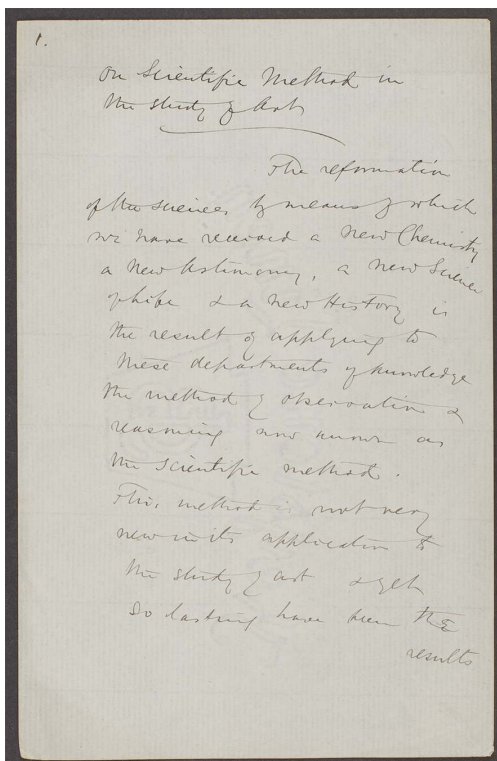 1.
On Scientific Method in
the study of Art
The reformation
of the sciences by means of which
we have received a new Chemistry
a new Astronomy, a new Science
of life & a new History is
the result of applying to
these departments of knowledge
the method of observation &
reasoning now known as
the scientific method.
This method is not very
new in its application to
the study of art & yet
so lasting have been the
results